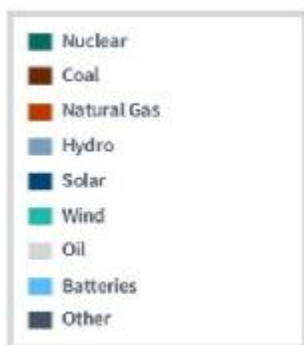 Nuclear
Coal
Natural Gas
Hydro
Solar
Wind
Oil
Batteries
Other